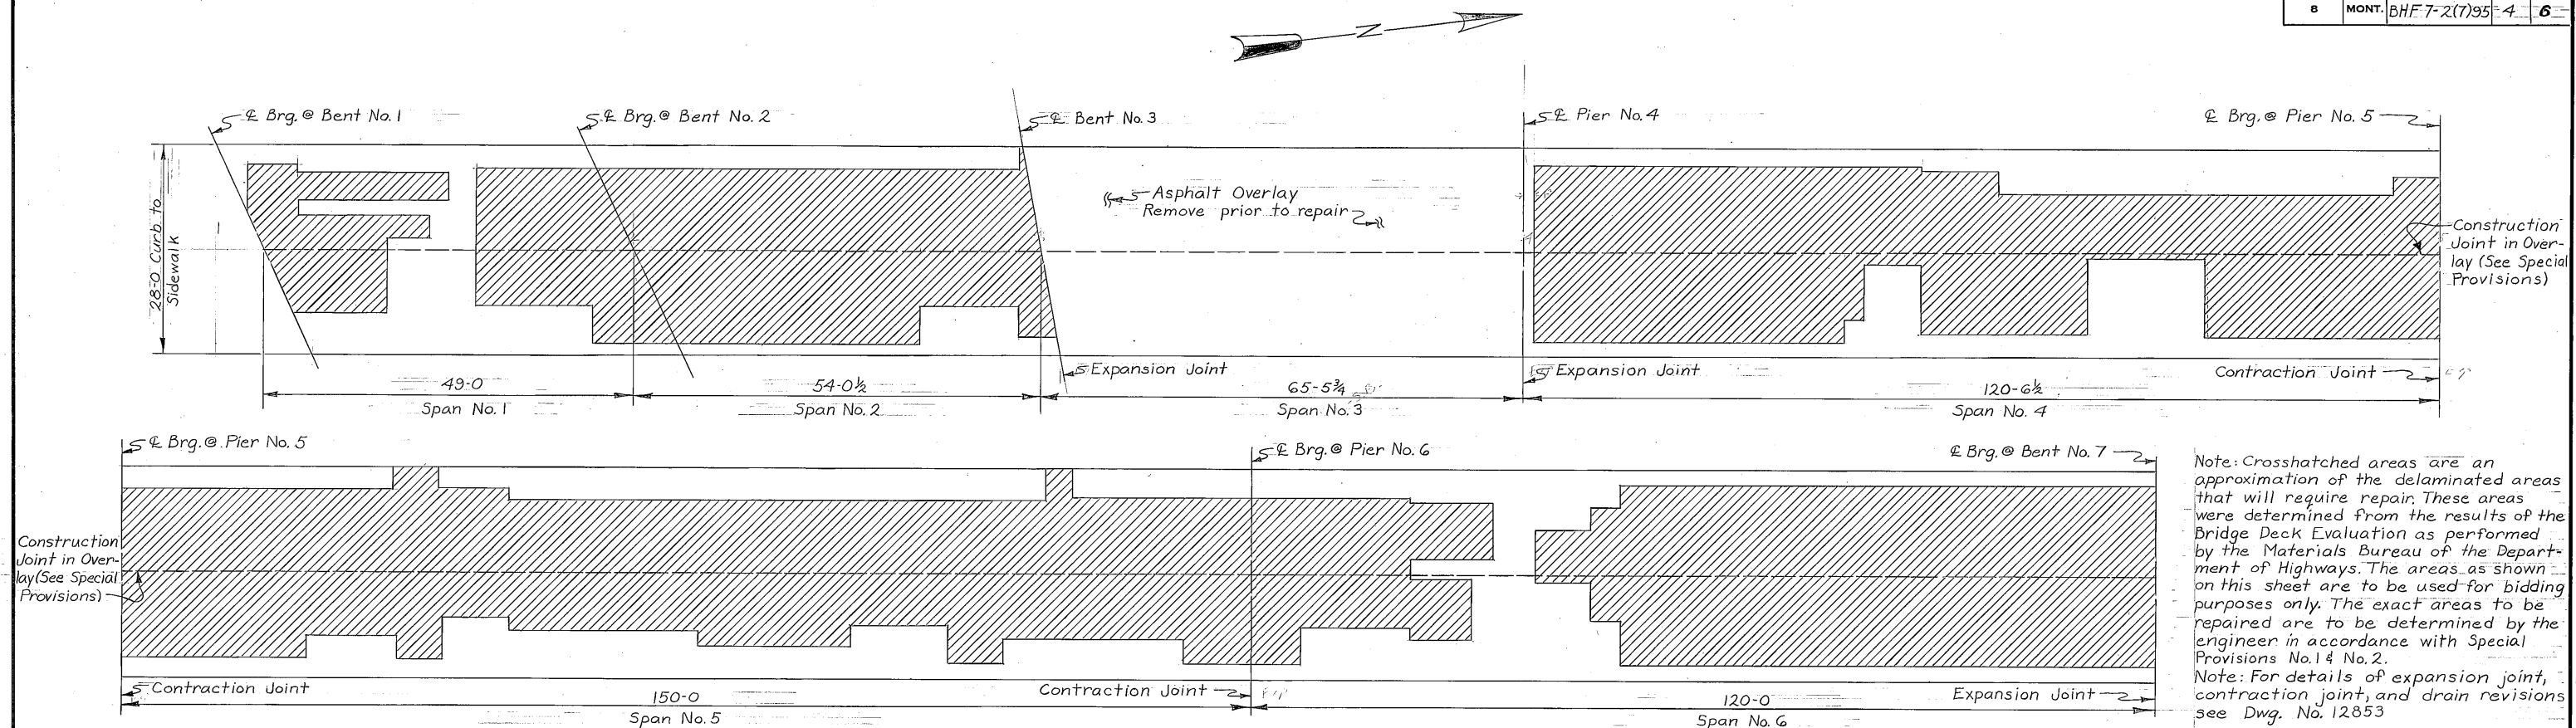 8 MONT. BHF 7-2(7)95 4 6
N
℄ Brg. @ Bent No. 1
℄ Brg. @ Bent No. 2
℄ Bent No. 3
℄ Pier No. 4
℄ Brg. @ Pier No. 5
28-0 Curb to
Sidewalk
Asphalt Overlay
Remove prior to repair
Construction
Joint in Over-
lay (See Special
Provisions)
Expansion Joint
Expansion Joint
Contraction Joint
49-0
54-0½
65-5¾
120-6½
Span No. 1
Span No. 2
Span No. 3
Span No. 4
℄ Brg. @ Pier No. 5
℄ Brg. @ Pier No. 6
℄ Brg. @ Bent No. 7
Construction
Joint in Over-
lay (See Special
Provisions)
Contraction Joint
Contraction Joint
Expansion Joint
150-0
120-0
Span No. 5
Span No. 6
Note: Crosshatched areas are an
approximation of the delaminated areas
that will require repair. These areas
were determined from the results of the
Bridge Deck Evaluation as performed
by the Materials Bureau of the Depart-
ment of Highways. The areas as shown
on this sheet are to be used for bidding
purposes only. The exact areas to be
repaired are to be determined by the
engineer in accordance with Special
Provisions No. 1 & No. 2.
Note: For details of expansion joint,
contraction joint, and drain revisions
see Dwg. No. 12853